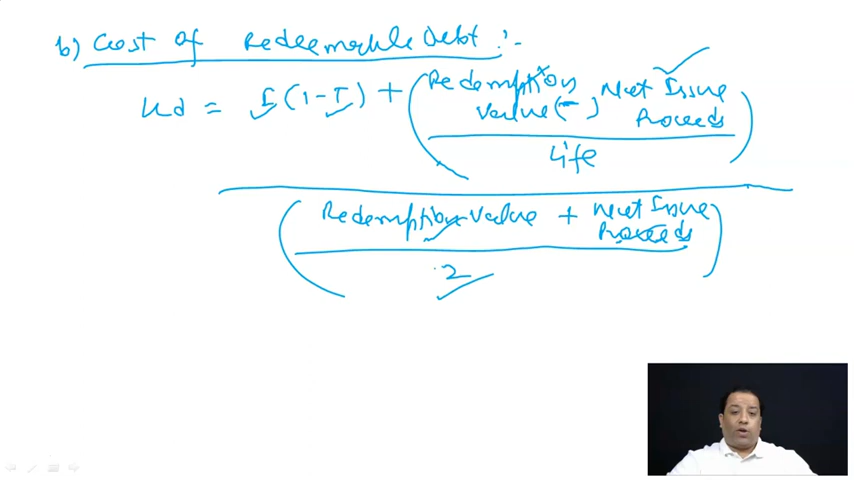 b) Cost of Redeemable Debt :-
Kd = I (1-T) + (Redemption Value (-) Net Issue Proceeds
Life)
(Redemption Value + Net Issue Proceeds
2)